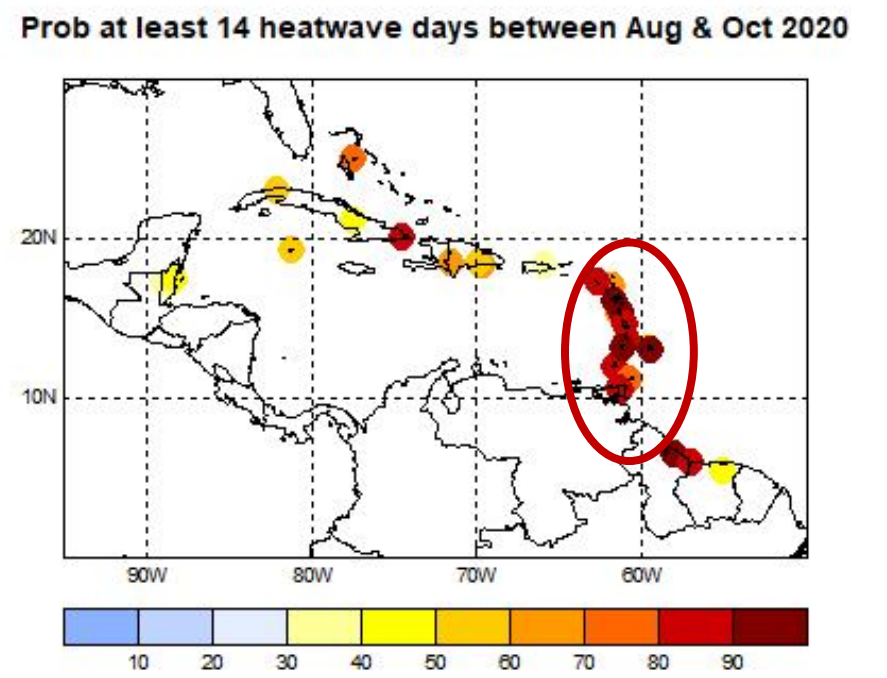 Prob at least 14 heatwave days between Aug & Oct 2020
20N
10N
90W 80W 70W 60W
10 20 30 40 50 60 70 80 90